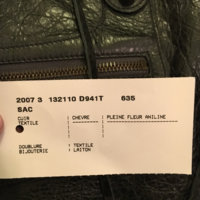 2007 3 132110 D941T 635
SAC
CUIR : CHEVRE : PLEINE FLEUR ANILINE
TEXTILE : :
DOUBLURE : TEXTILE
BIJOUTERIE : LAITON